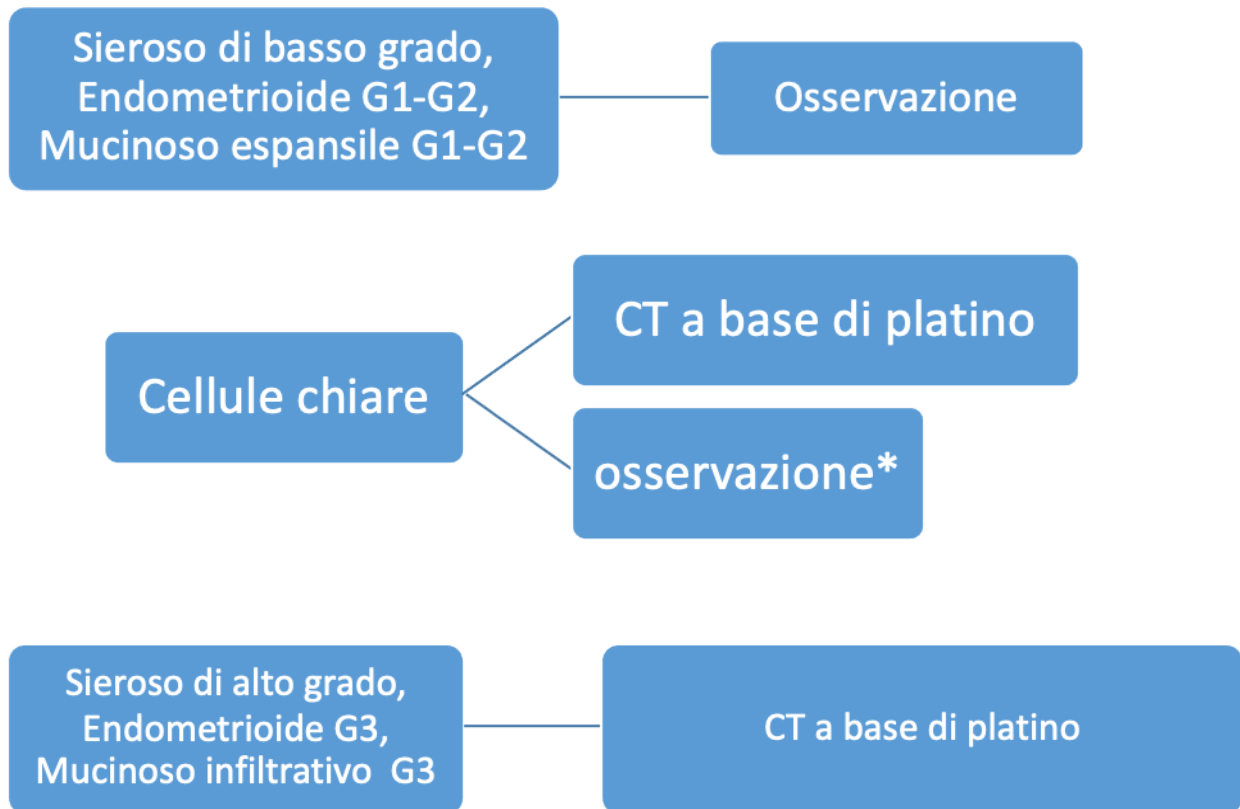 Sieroso di basso grado,
Endometrioide G1-G2,
Mucinoso espansile G1-G2
Osservazione
Cellule chiare
CT a base di platino
osservazione*
Sieroso di alto grado,
Endometrioide G3,
Mucinoso infiltrativo G3
CT a base di platino